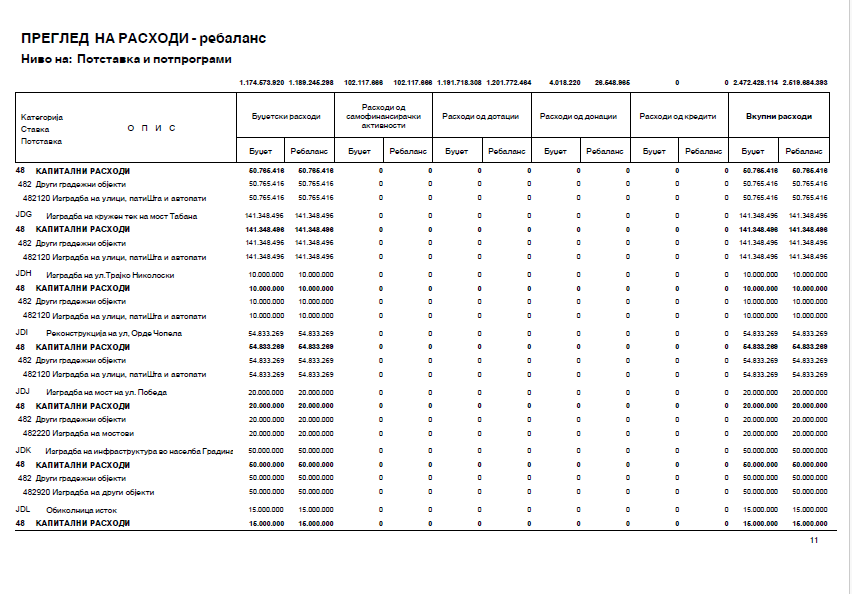 ПРЕГЛЕД НА РАСХОДИ - ребаланс
Ниво на: Потставка и потпрограми
1.174.573.920 1.189.245.298 102.117.666 102.117.666 1.191.718.308 1.201.772.464 4.018.220 26.548.965 0 0 2.472.428.114 2.519.684.393
Категорија
Ставка
Потставка
О П И С
Буџетски расходи
Расходи од самофинансирачки активности
Расходи од дотации
Расходи од донации
Расходи од кредити
Вкупни расходи
Буџет Ребаланс Буџет Ребаланс Буџет Ребаланс Буџет Ребаланс Буџет Ребаланс Буџет Ребаланс
48 КАПИТАЛНИ РАСХОДИ 50.765.416 50.765.416 0 0 0 0 0 0 0 0 50.765.416 50.765.416
482 Други градежни објекти 50.765.416 50.765.416 0 0 0 0 0 0 0 0 50.765.416 50.765.416
482120 Изградба на улици, патиШта и автопати 50.765.416 50.765.416 0 0 0 0 0 0 0 0 50.765.416 50.765.416
JDG Изградба на кружен тек на мост Табана 141.348.496 141.348.496 0 0 0 0 0 0 0 0 141.348.496 141.348.496
48 КАПИТАЛНИ РАСХОДИ 141.348.496 141.348.496 0 0 0 0 0 0 0 0 141.348.496 141.348.496
482 Други градежни објекти 141.348.496 141.348.496 0 0 0 0 0 0 0 0 141.348.496 141.348.496
482120 Изградба на улици, патиШта и автопати 141.348.496 141.348.496 0 0 0 0 0 0 0 0 141.348.496 141.348.496
JDH Изградба на ул.Трајко Николоски 10.000.000 10.000.000 0 0 0 0 0 0 0 0 10.000.000 10.000.000
48 КАПИТАЛНИ РАСХОДИ 10.000.000 10.000.000 0 0 0 0 0 0 0 0 10.000.000 10.000.000
482 Други градежни објекти 10.000.000 10.000.000 0 0 0 0 0 0 0 0 10.000.000 10.000.000
482120 Изградба на улици, патиШта и автопати 10.000.000 10.000.000 0 0 0 0 0 0 0 0 10.000.000 10.000.000
JDI Реконструкција на ул, Орде Чопела 54.833.269 54.833.269 0 0 0 0 0 0 0 0 54.833.269 54.833.269
48 КАПИТАЛНИ РАСХОДИ 54.833.269 54.833.269 0 0 0 0 0 0 0 0 54.833.269 54.833.269
482 Други градежни објекти 54.833.269 54.833.269 0 0 0 0 0 0 0 0 54.833.269 54.833.269
482120 Изградба на улици, патиШта и автопати 54.833.269 54.833.269 0 0 0 0 0 0 0 0 54.833.269 54.833.269
JDJ Изградба на мост на ул. Победа 20.000.000 20.000.000 0 0 0 0 0 0 0 0 20.000.000 20.000.000
48 КАПИТАЛНИ РАСХОДИ 20.000.000 20.000.000 0 0 0 0 0 0 0 0 20.000.000 20.000.000
482 Други градежни објекти 20.000.000 20.000.000 0 0 0 0 0 0 0 0 20.000.000 20.000.000
482220 Изградба на мостови 20.000.000 20.000.000 0 0 0 0 0 0 0 0 20.000.000 20.000.000
JDK Изградба на инфраструктура во населба Градина 50.000.000 50.000.000 0 0 0 0 0 0 0 0 50.000.000 50.000.000
48 КАПИТАЛНИ РАСХОДИ 50.000.000 50.000.000 0 0 0 0 0 0 0 0 50.000.000 50.000.000
482 Други градежни објекти 50.000.000 50.000.000 0 0 0 0 0 0 0 0 50.000.000 50.000.000
482920 Изградба на други објекти 50.000.000 50.000.000 0 0 0 0 0 0 0 0 50.000.000 50.000.000
JDL Обиколница исток 15.000.000 15.000.000 0 0 0 0 0 0 0 0 15.000.000 15.000.000
48 КАПИТАЛНИ РАСХОДИ 15.000.000 15.000.000 0 0 0 0 0 0 0 0 15.000.000 15.000.000
11